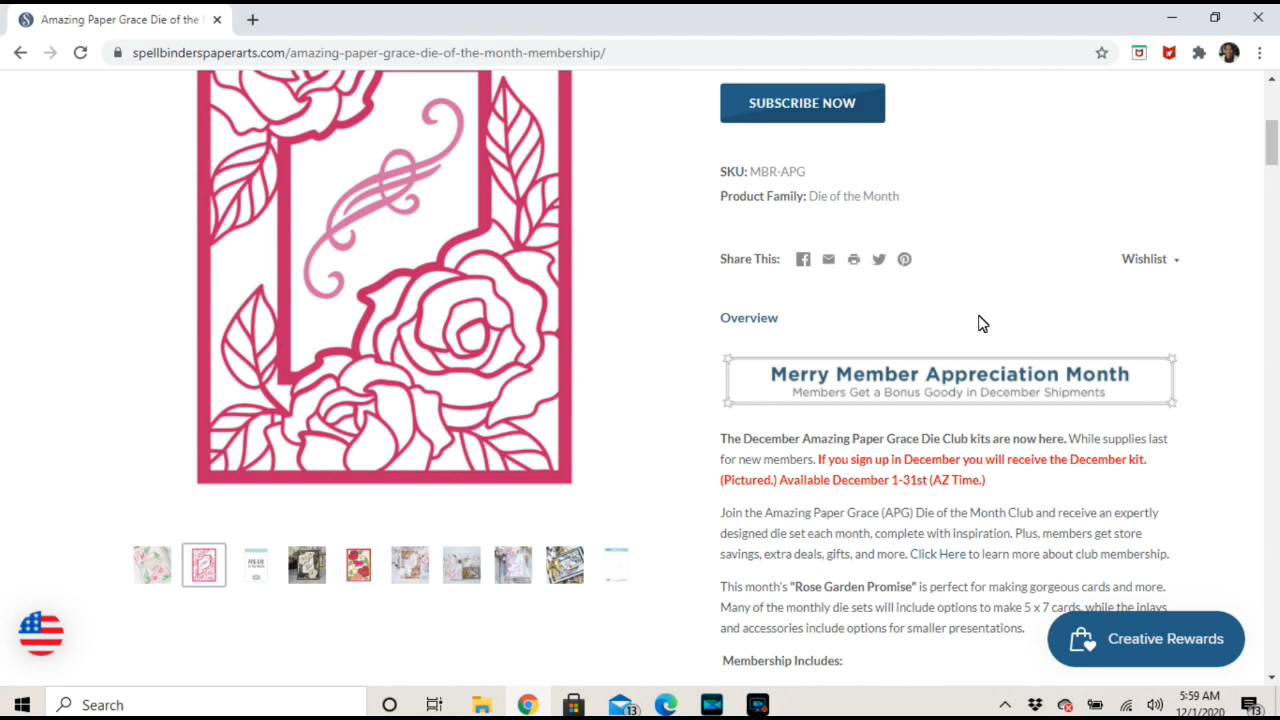 Amazing Paper Grace Die of the
spellbinderspaperarts.com/amazing-paper-grace-die-of-the-month-membership/
SUBSCRIBE NOW
SKU: MBR-APG
Product Family: Die of the Month
Share This:
Wishlist
Overview
Merry Member Appreciation Month
Members Get a Bonus Goody in December Shipments
The December Amazing Paper Grace Die Club kits are now here. While supplies last
for new members. If you sign up in December you will receive the December kit.
(Pictured.) Available December 1-31st (AZ Time.)
Join the Amazing Paper Grace (APG) Die of the Month Club and receive an expertly
designed die set each month, complete with inspiration. Plus, members get store
savings, extra deals, gifts, and more. Click Here to learn more about club membership.
This month's "Rose Garden Promise" is perfect for making gorgeous cards and more.
Many of the monthly die sets will include options to make 5 x 7 cards, while the inlays
and accessories include options for smaller presentations.
Creative Rewards
Membership Includes:
Search
13
5:59 AM
12/1/2020
13